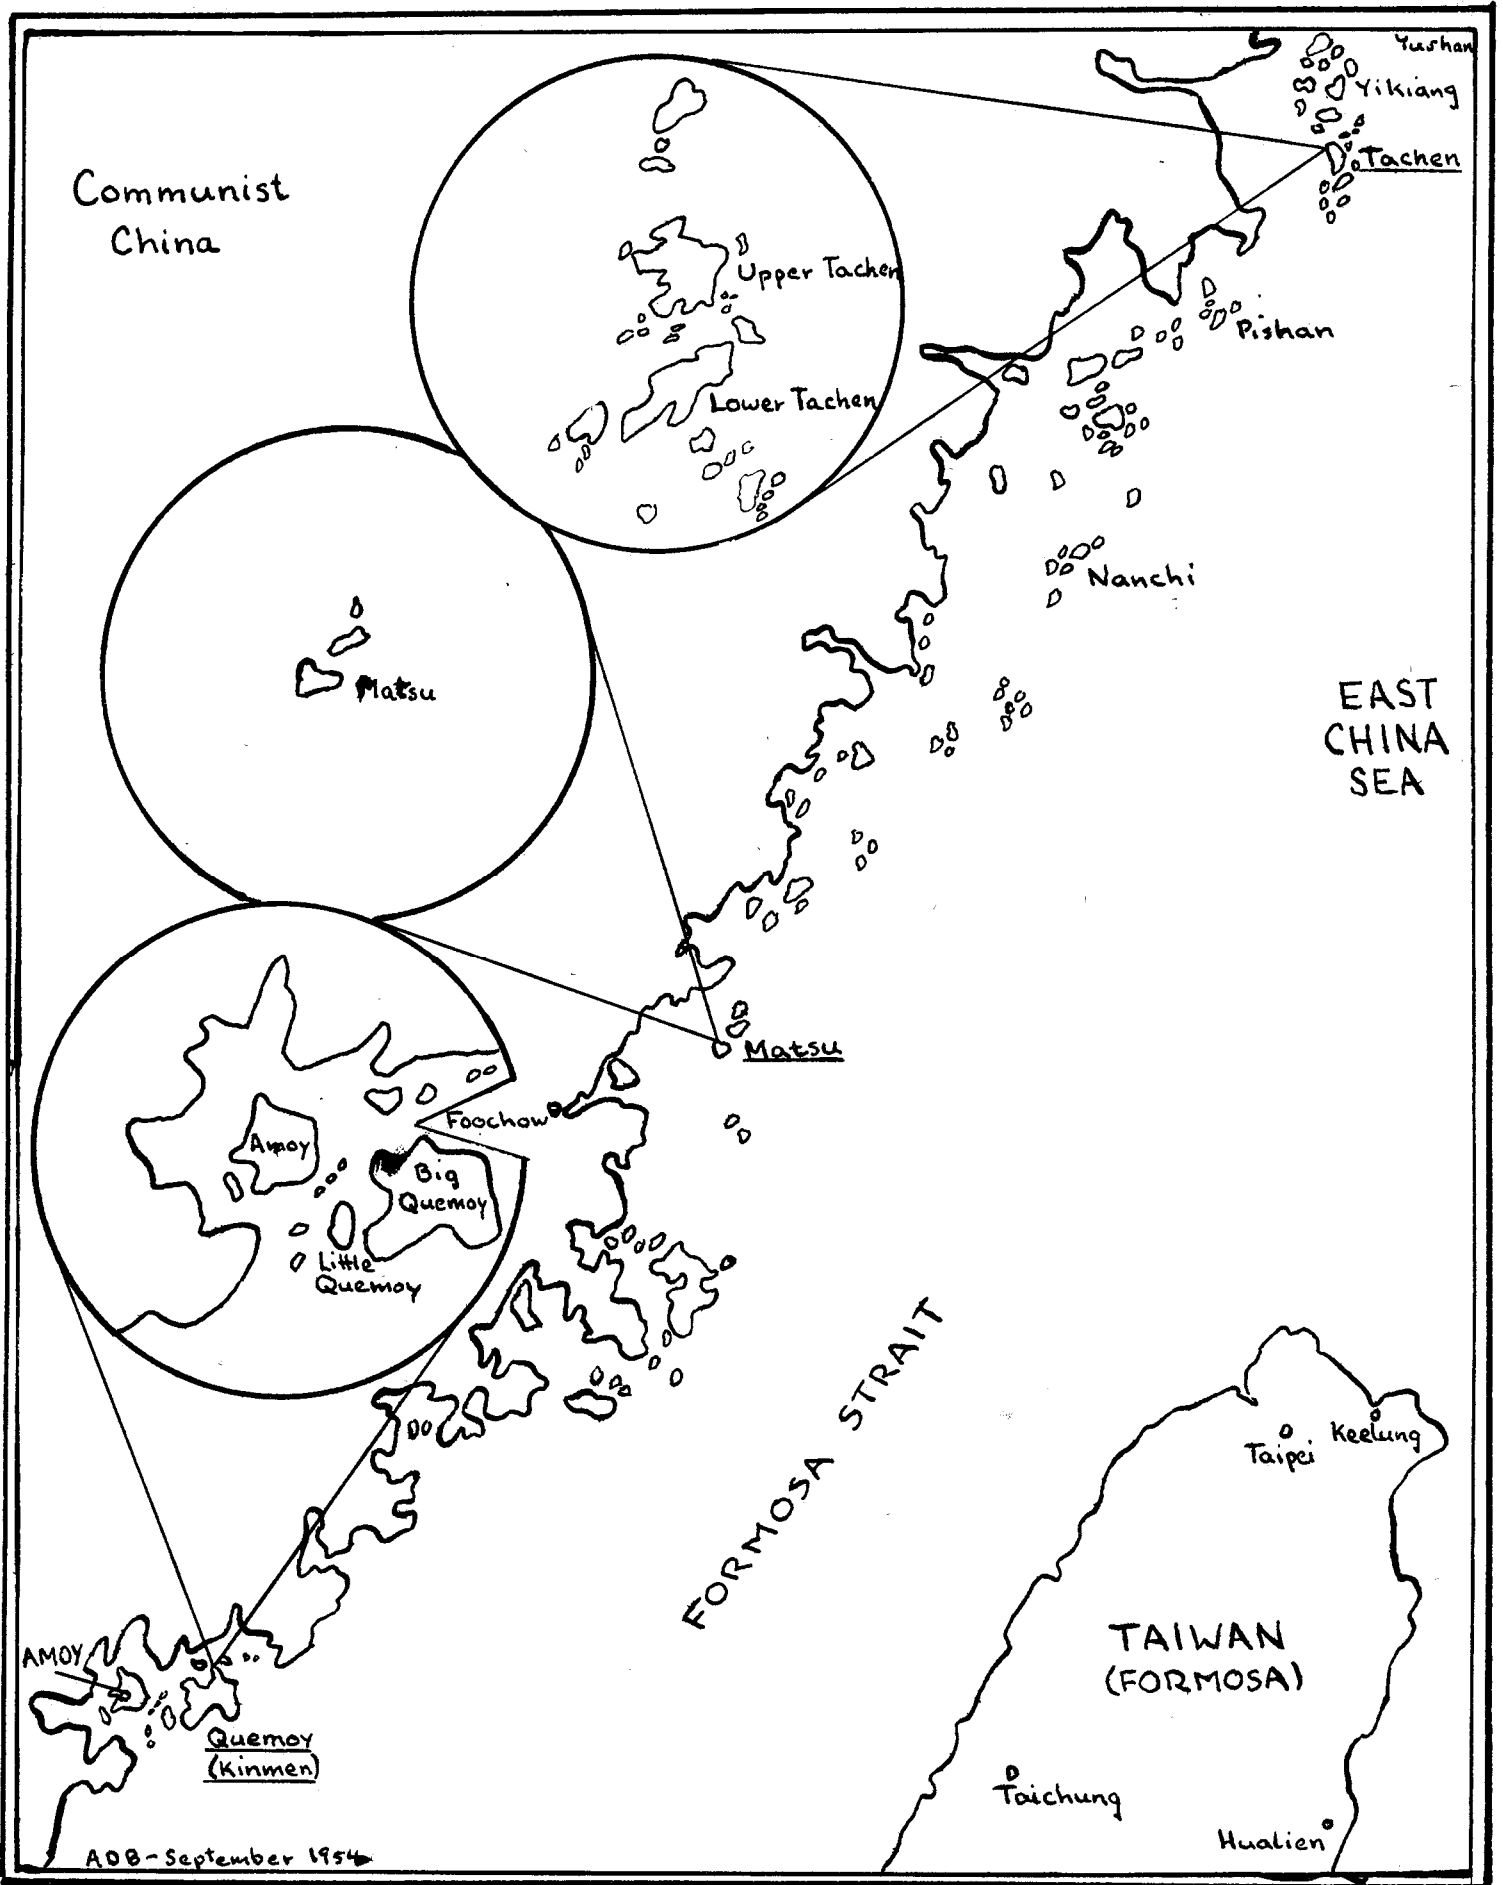 Yushan
Yikiang
Tachen
Communist
China
Upper Tachen
Pishan
Lower Tachen
Nanchi
Matsu
EAST
CHINA
SEA
Matsu
Foochow
Amoy
Big
Quemoy
Little
Quemoy
FORMOSA STRAIT
Keelung
Taipei
TAIWAN
(FORMOSA)
AMOY
Quemoy
(Kinmen)
Taichung
Hualien
ADB-September 1954